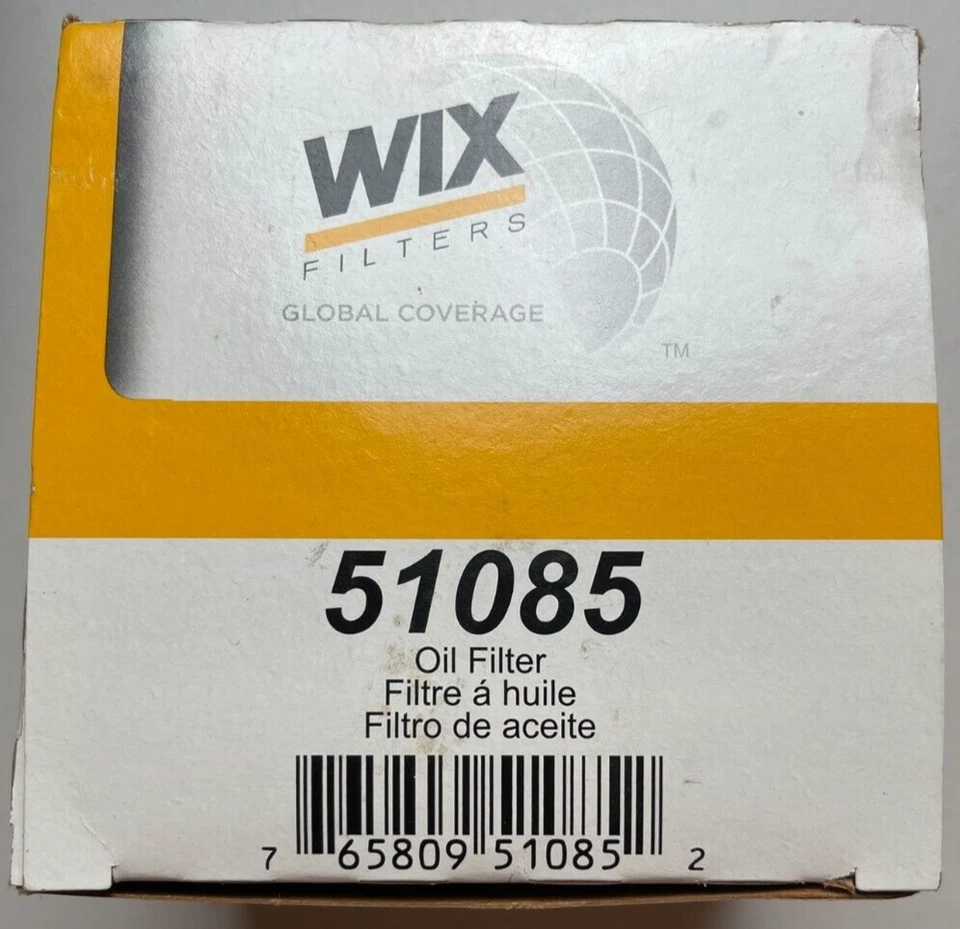 WIX
FILTERS
GLOBAL COVERAGE
TM
51085
Oil Filter
Filtre á huile
Filtro de aceite
7 65809 51085 2